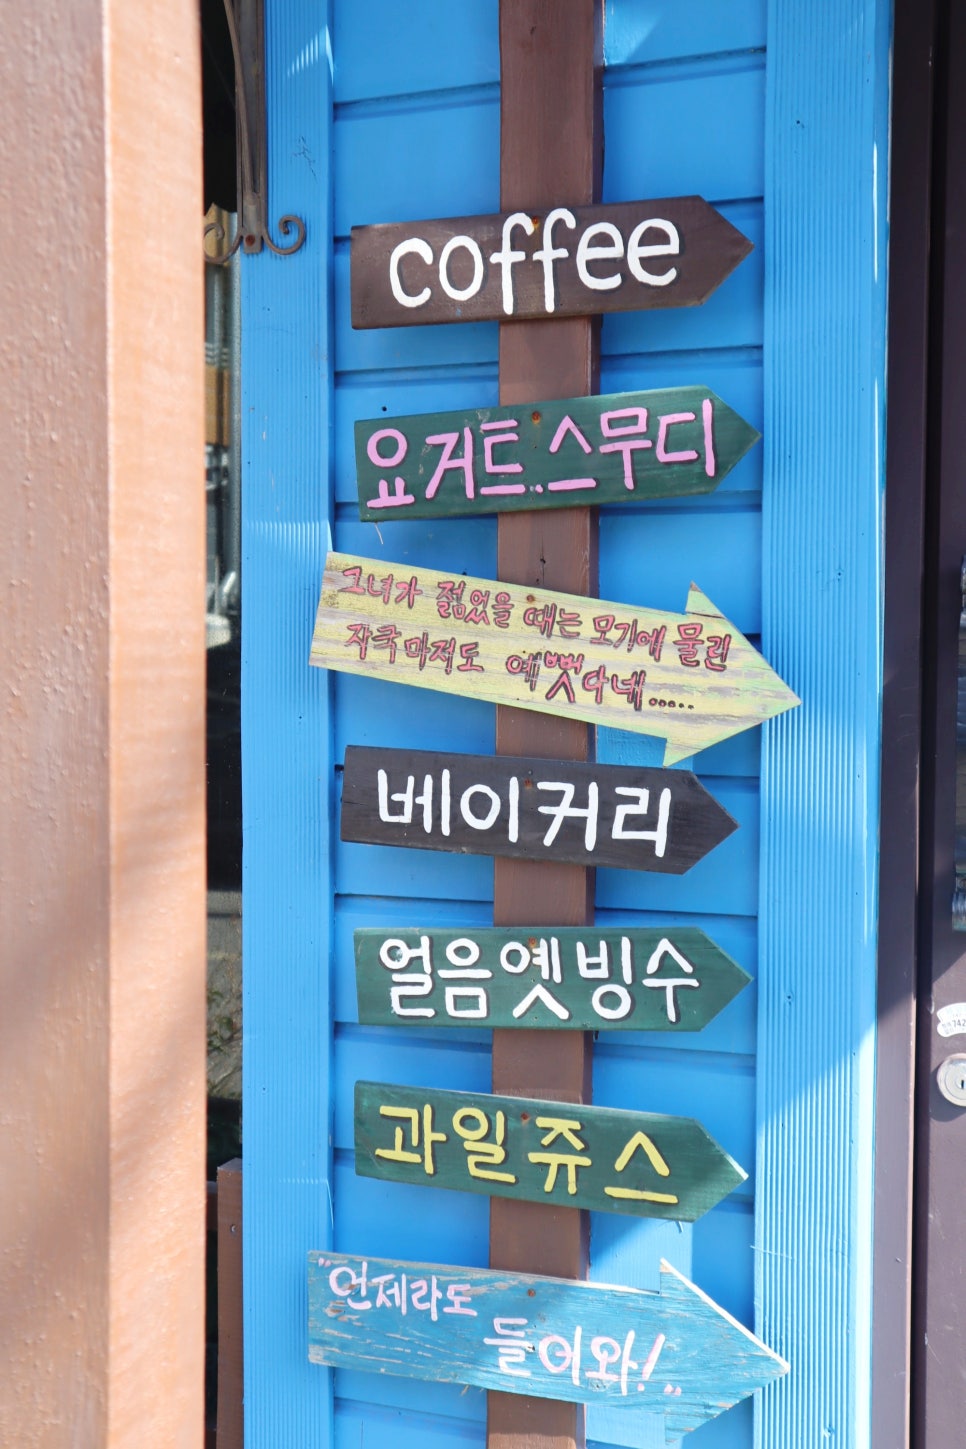 coffee
요거트..스무디
그녀가 젊었을 때는 모기에 물린
자국마저도 예뻤다네.....
베이커리
얼음옛빙수
과일쥬스
"언제라도
들어와!"
742